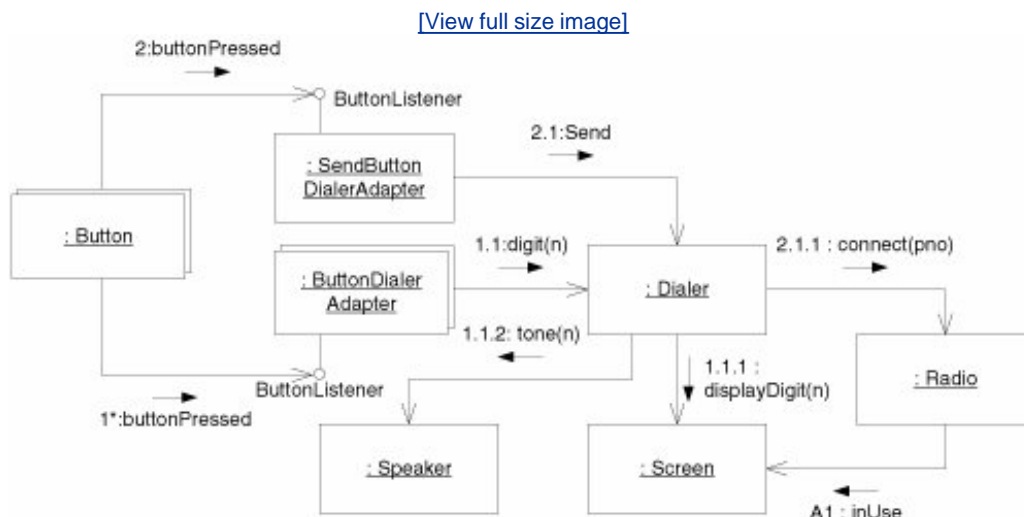 [View full size image]
2:buttonPressed
ButtonListener
2.1:Send
: SendButton
DialerAdapter
: Button
1.1:digit(n)
2.1.1 : connect(pno)
: ButtonDialer
Adapter
: Dialer
1.1.2: tone(n)
1.1.1 :
displayDigit(n)
: Radio
ButtonListener
1*:buttonPressed
: Speaker
: Screen
A1 : inUse